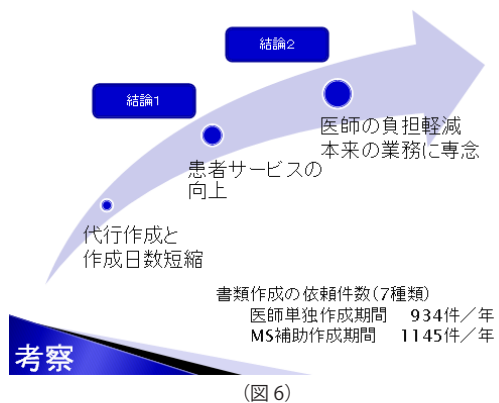 結論2
結論1
医師の負担軽減
本来の業務に専念
患者サービスの
向上
代行作成と
作成日数短縮
書類作成の依頼件数(7種類)
医師単独作成期間 934件/年
MS補助作成期間 1145件/年
考察
(図6)